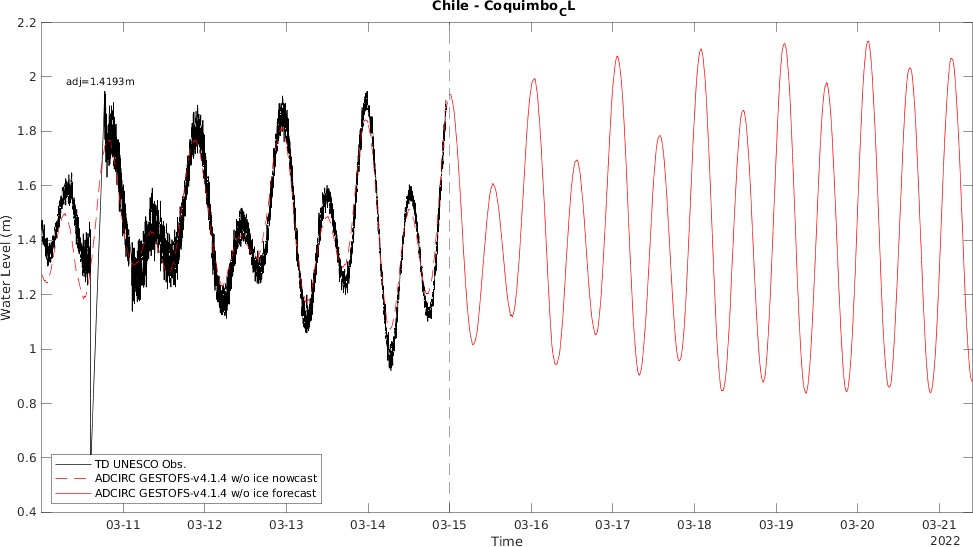 Chile - Coquimbo_CL
adj=1.4193m
2.2
2
1.8
1.6
1.4
1.2
1
0.8
0.6
0.4
Water Level (m)
TD UNESCO Obs.
ADCIRC GESTOFS-v4.1.4 w/o ice nowcast
ADCIRC GESTOFS-v4.1.4 w/o ice forecast
03-11 03-12 03-13 03-14 03-15 03-16 03-17 03-18 03-19 03-20 03-21
Time
2022